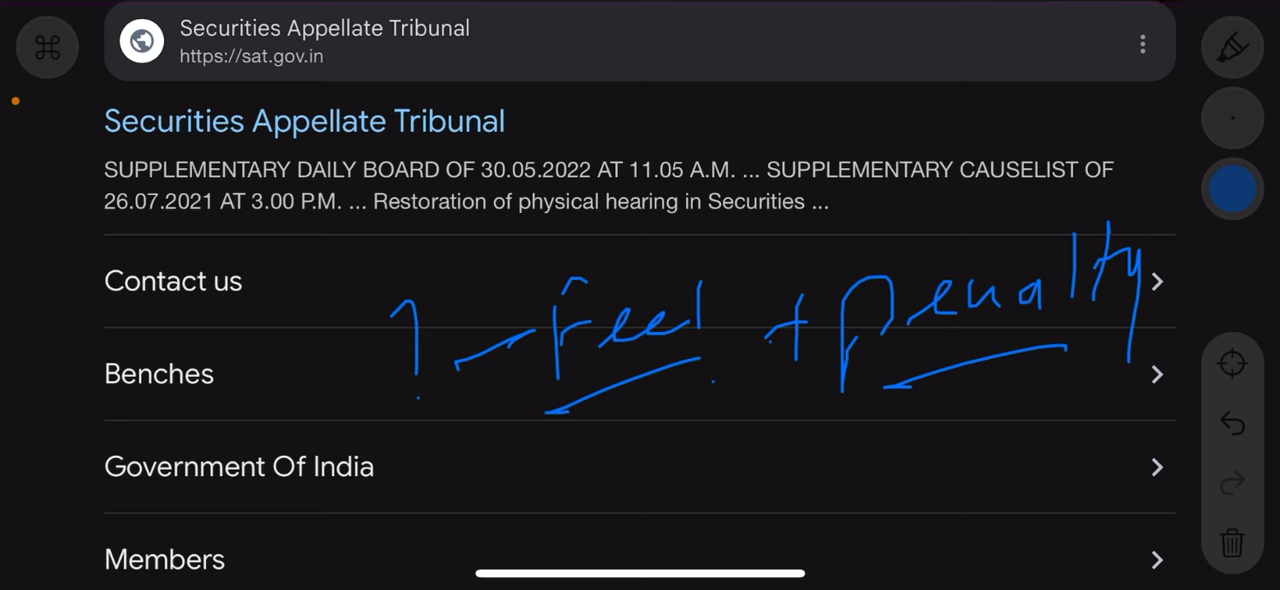 Securities Appellate Tribunal
https://sat.gov.in
Securities Appellate Tribunal
SUPPLEMENTARY DAILY BOARD OF 30.05.2022 AT 11.05 A.M. ... SUPPLEMENTARY CAUSELIST OF
26.07.2021 AT 3.00 P.M. ... Restoration of physical hearing in Securities ...
Contact us
+ Penalty
Benches
Government Of India
Members